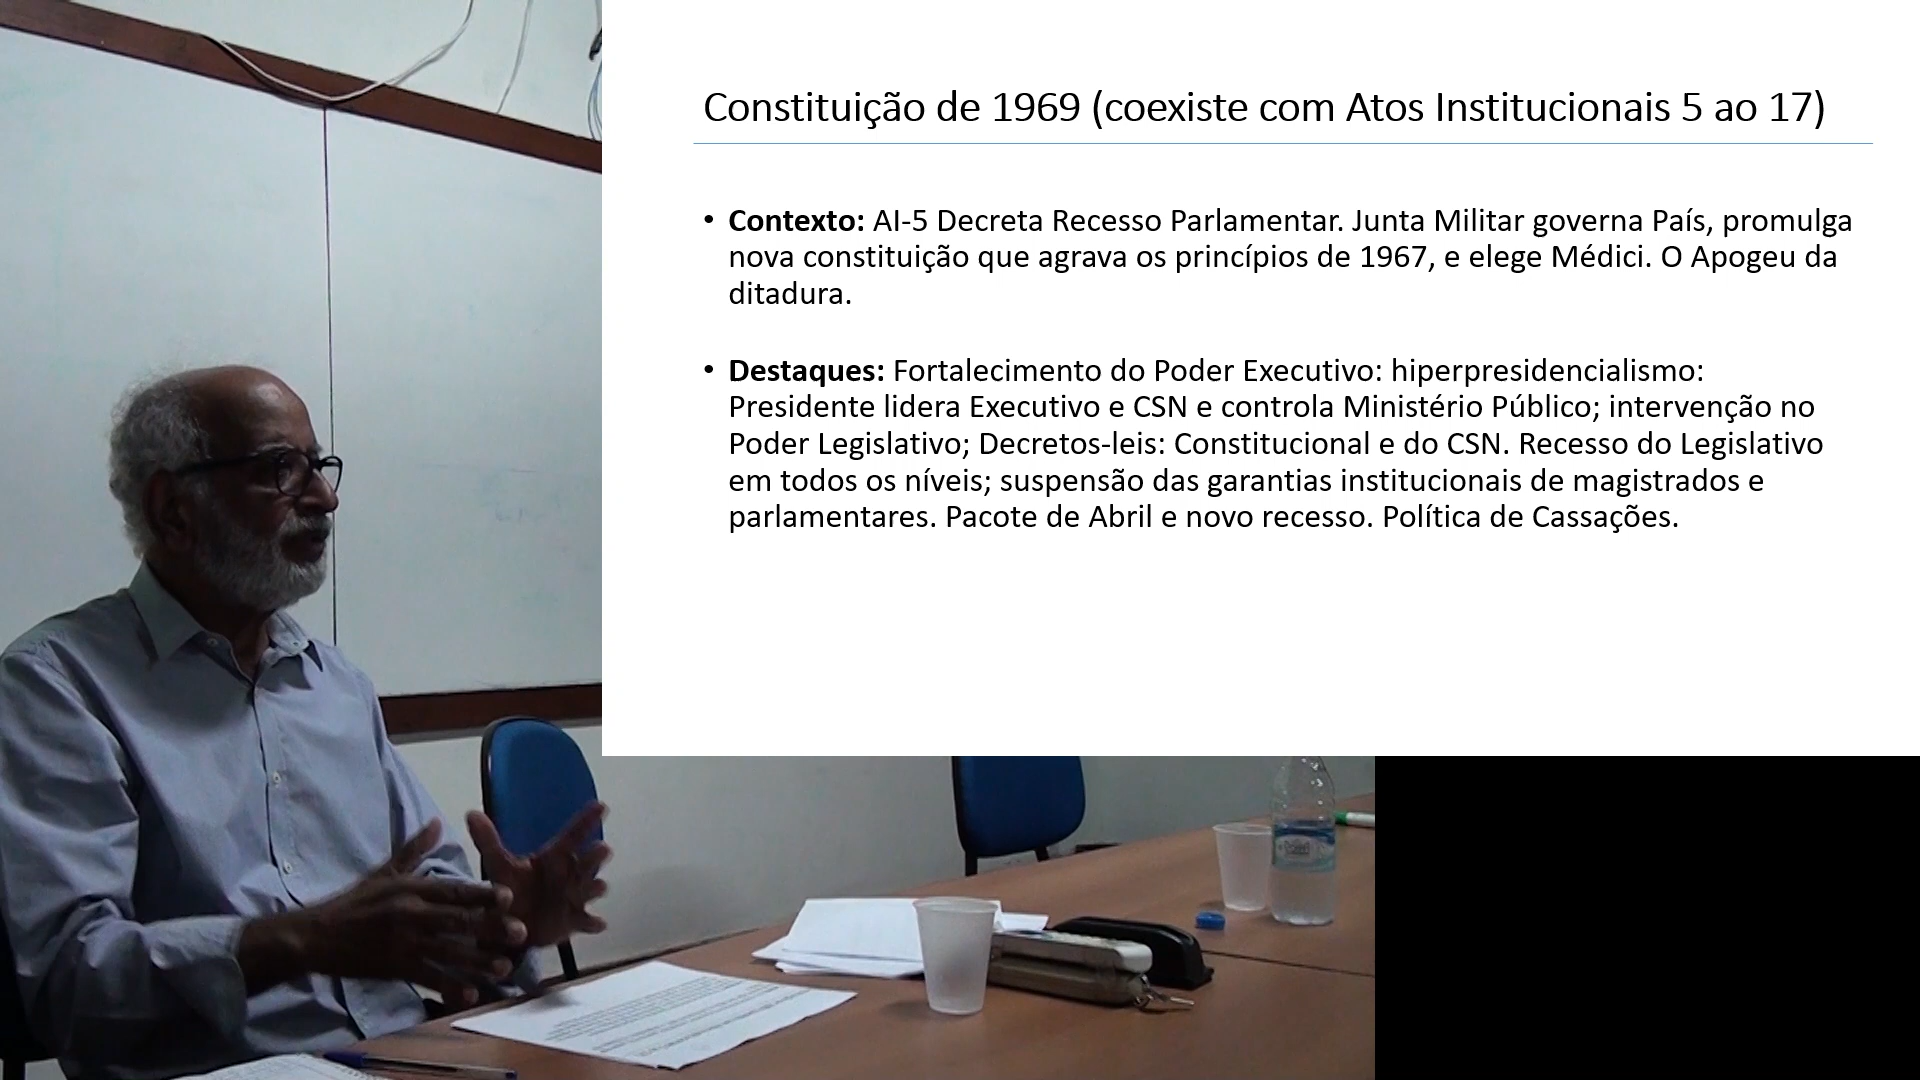 Constituição de 1969 (coexiste com Atos Institucionais 5 ao 17)
• Contexto: AI-5 Decreta Recesso Parlamentar. Junta Militar governa País, promulga
nova constituição que agrava os princípios de 1967, e elege Médici. O Apogeu da
ditadura.
• Destaques: Fortalecimento do Poder Executivo: hiperpresidencialismo:
Presidente lidera Executivo e CSN e controla Ministério Público; intervenção no
Poder Legislativo; Decretos-leis: Constitucional e do CSN. Recesso do Legislativo
em todos os níveis; suspensão das garantias institucionais de magistrados e
parlamentares. Pacote de Abril e novo recesso. Política de Cassações.